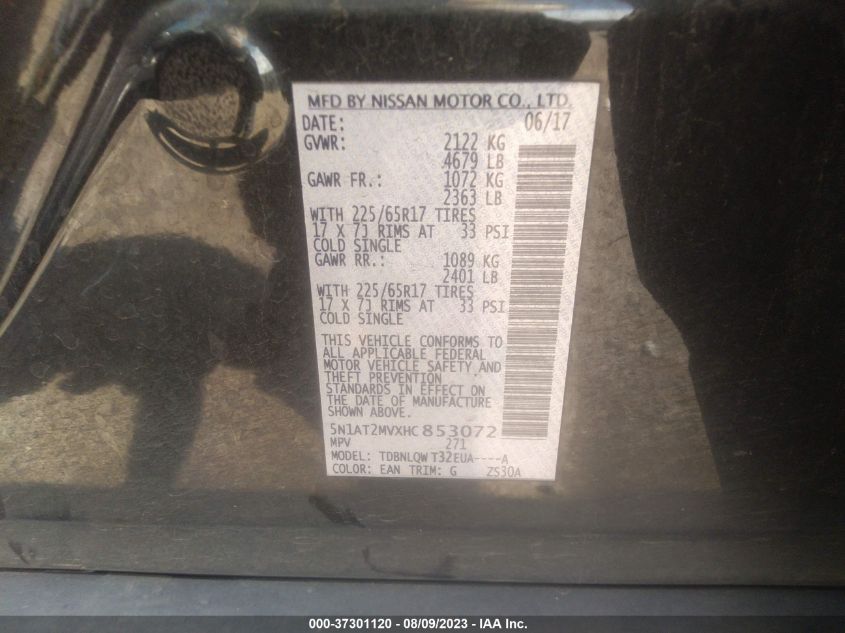 MFD BY NISSAN MOTOR CO., LTD.
DATE: 06/17
GVWR: 2122 KG
4679 LB
GAWR FR.: 1072 KG
2363 LB
WITH 225/65R17 TIRES
17 X 7J RIMS AT 33 PSI
COLD SINGLE
GAWR RR.: 1089 KG
2401 LB
WITH 225/65R17 TIRES
17 X 7J RIMS AT 33 PSI
COLD SINGLE
THIS VEHICLE CONFORMS TO
ALL APPLICABLE FEDERAL
MOTOR VEHICLE SAFETY AND
THEFT PREVENTION
STANDARDS IN EFFECT ON
THE DATE OF MANUFACTURE
SHOWN ABOVE.
5N1AT2MVXHC853072
MPV 271
MODEL: TDBNLQW T32EUA----A
COLOR: EAN TRIM: G ZS30A
000-37301120 - 08/09/2023 - IAA Inc.